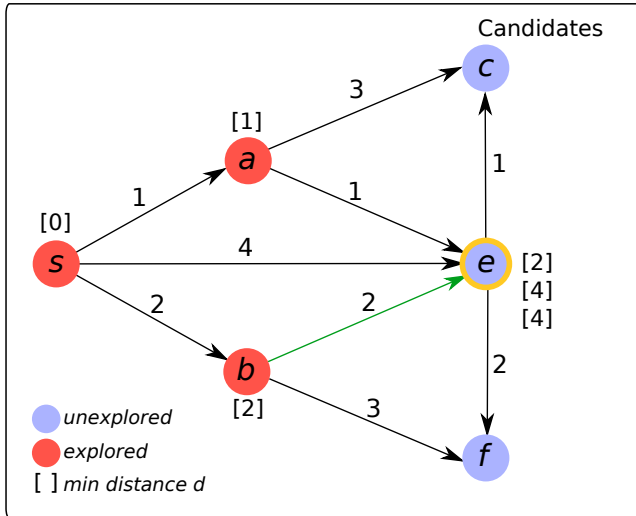 Candidates
c
3
[1]
a
1
1
1
[0]
s
4
e
[2]
[4]
[4]
2
2
2
b
[2]
3
f
unexplored
explored
[ ] min distance d